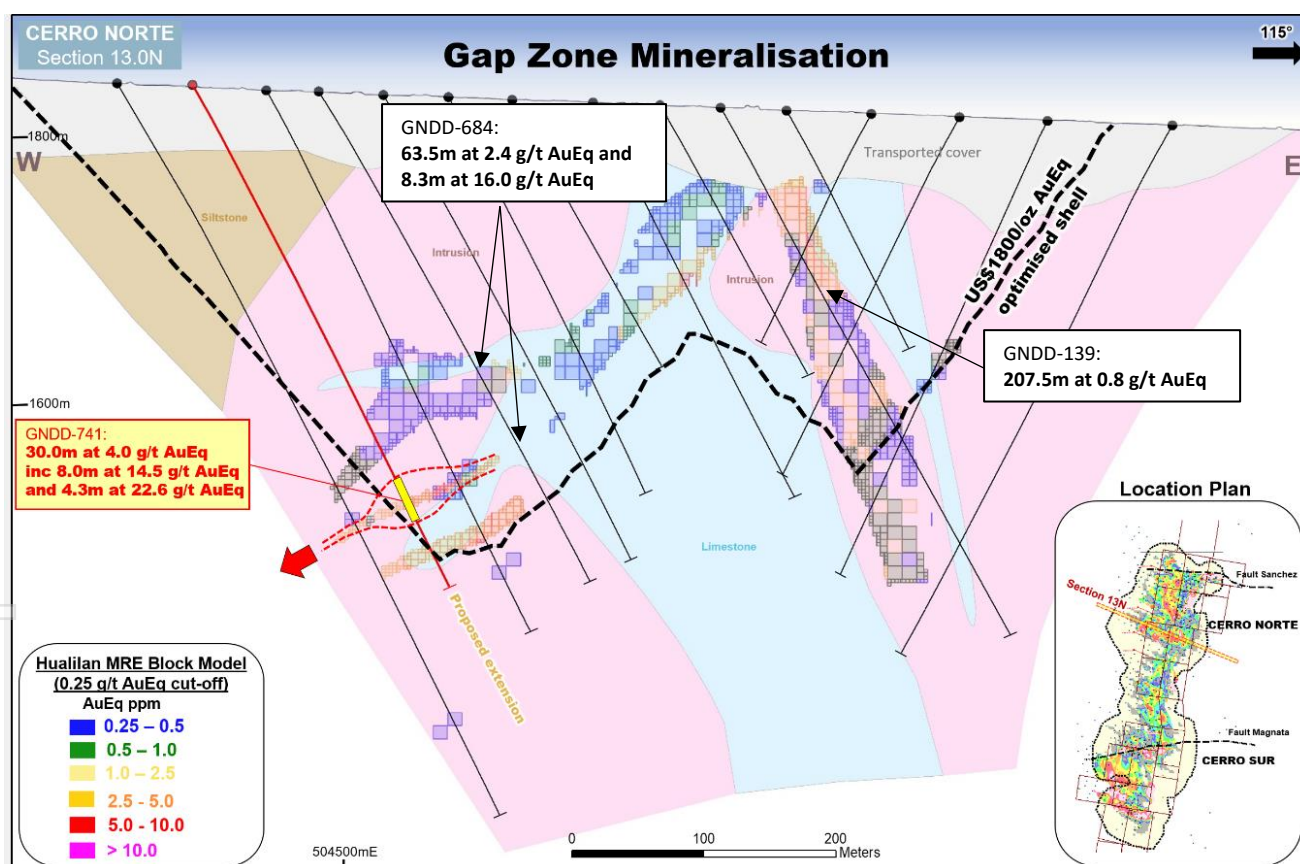 CERRO NORTE
Section 13.0N
Gap Zone Mineralisation
115°
1800m
W
E
GNDD-684:
63.5m at 2.4 g/t AuEq and
8.3m at 16.0 g/t AuEq
Transported cover
Siltstone
Intrusion
Intrusion
US$1800/oz AuEq
optimised shell
GNDD-139:
207.5m at 0.8 g/t AuEq
1600m
GNDD-741:
30.0m at 4.0 g/t AuEq
inc 8.0m at 14.5 g/t AuEq
and 4.3m at 22.6 g/t AuEq
Limestone
Proposed extension
Location Plan
Fault Sanchez
Section 13N
CERRO NORTE
Fault Magnata
CERRO SUR
Hualilan MRE Block Model
(0.25 g/t AuEq cut-off)
AuEq ppm
0.25 – 0.5
0.5 – 1.0
1.0 – 2.5
2.5 - 5.0
5.0 - 10.0
> 10.0
504500mE
0 100 200
Meters